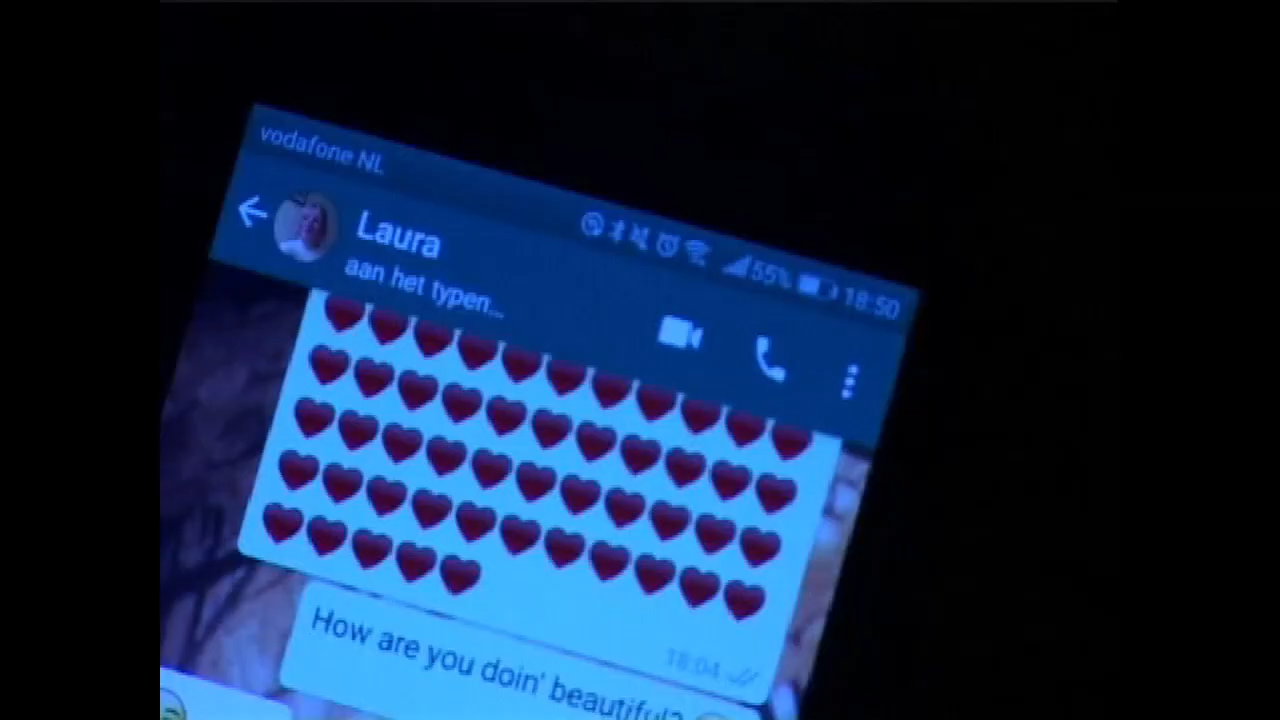 vodafone NL
55% 18:50
Laura
aan het typen...
18:04
How are you doin' beautiful?